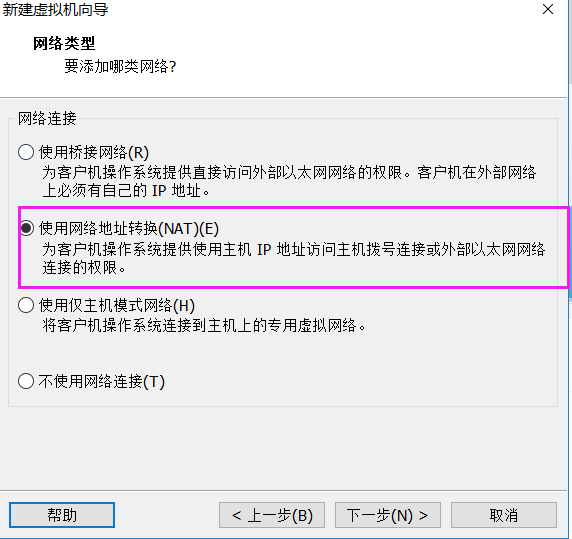 新建虚拟机向导
网络类型
要添加哪类网络?
网络连接
使用桥接网络(R)
为客户机操作系统提供直接访问外部以太网网络的权限。客户机在外部网络
上必须有自己的 IP 地址。
使用网络地址转换(NAT)(E)
为客户机操作系统提供使用主机 IP 地址访问主机拨号连接或外部以太网网络
连接的权限。
使用仅主机模式网络(H)
将客户机操作系统连接到主机上的专用虚拟网络。
不使用网络连接(T)
帮助 < 上一步(B) 下一步(N) > 取消